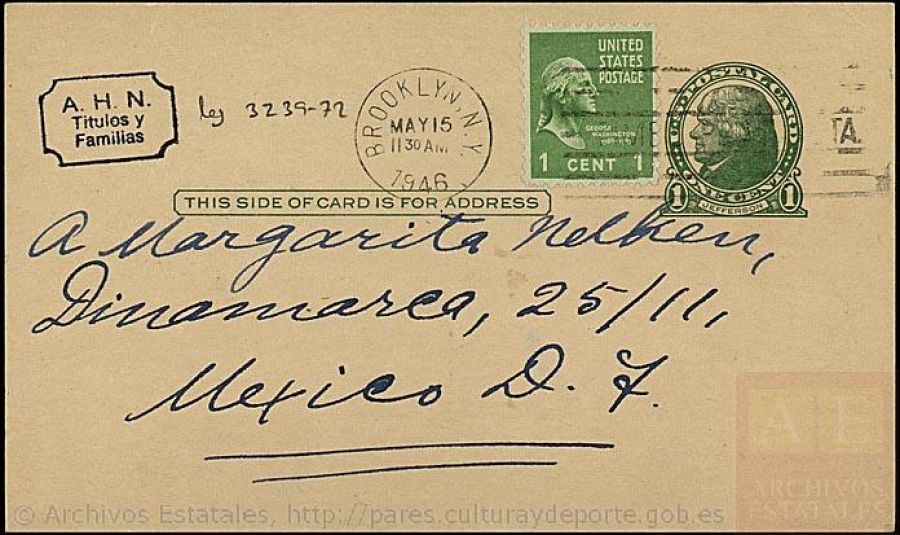 A. H. N.
Titulos y
Familias
leg 3239-72
BROOKLYN, N.Y.
MAY 15
11 30 AM
1946
UNITED
STATES
POSTAGE
GEORGE
WASHINGTON
1 CENT 1
U.S. POSTAL CARD
ONE CENT
1 JEFFERSON 1
THIS SIDE OF CARD IS FOR ADDRESS
A Margarita Nelken,
Dinamarca, 25/11,
Mexico D. F.
AE
ARCHIVOS
ESTATALES
© Archivos Estatales, http://pares.culturaydeporte.gob.es